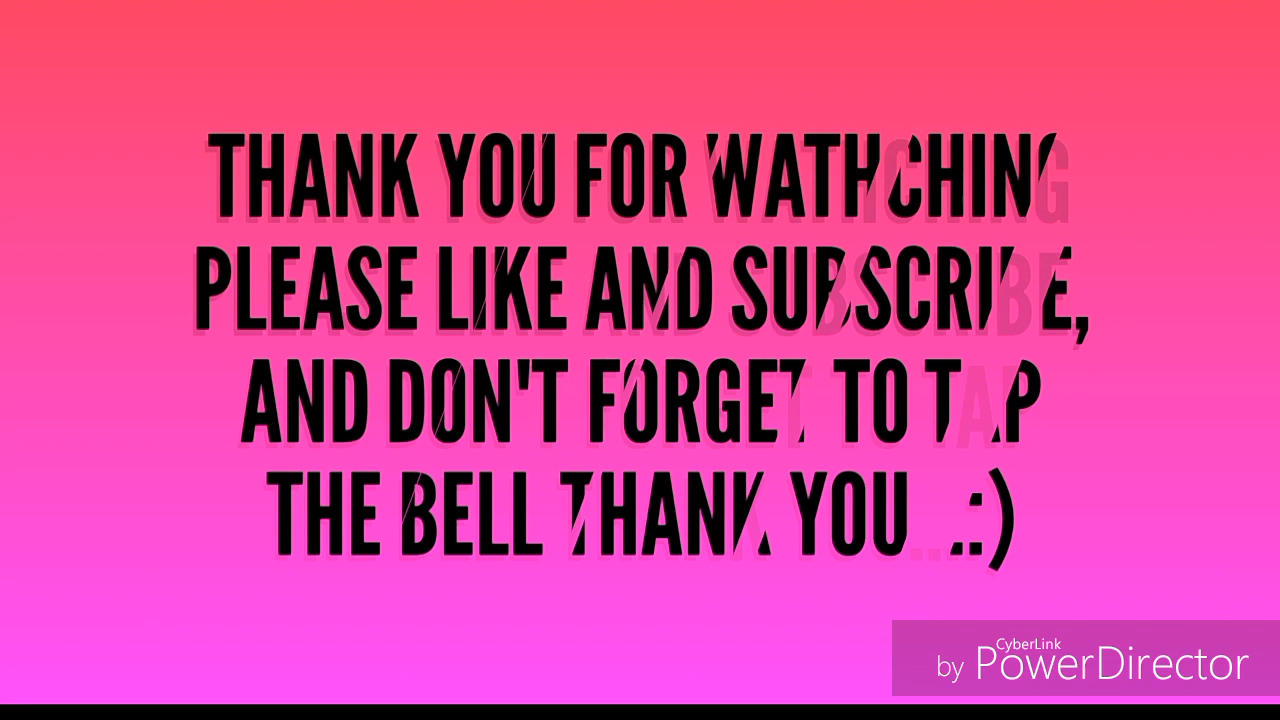 THANK YOU FOR WATHCHING
PLEASE LIKE AND SUBSCRIBE,
AND DON'T FORGET TO TAP
THE BELL THANK YOU ...:)
CyberLink
by PowerDirector